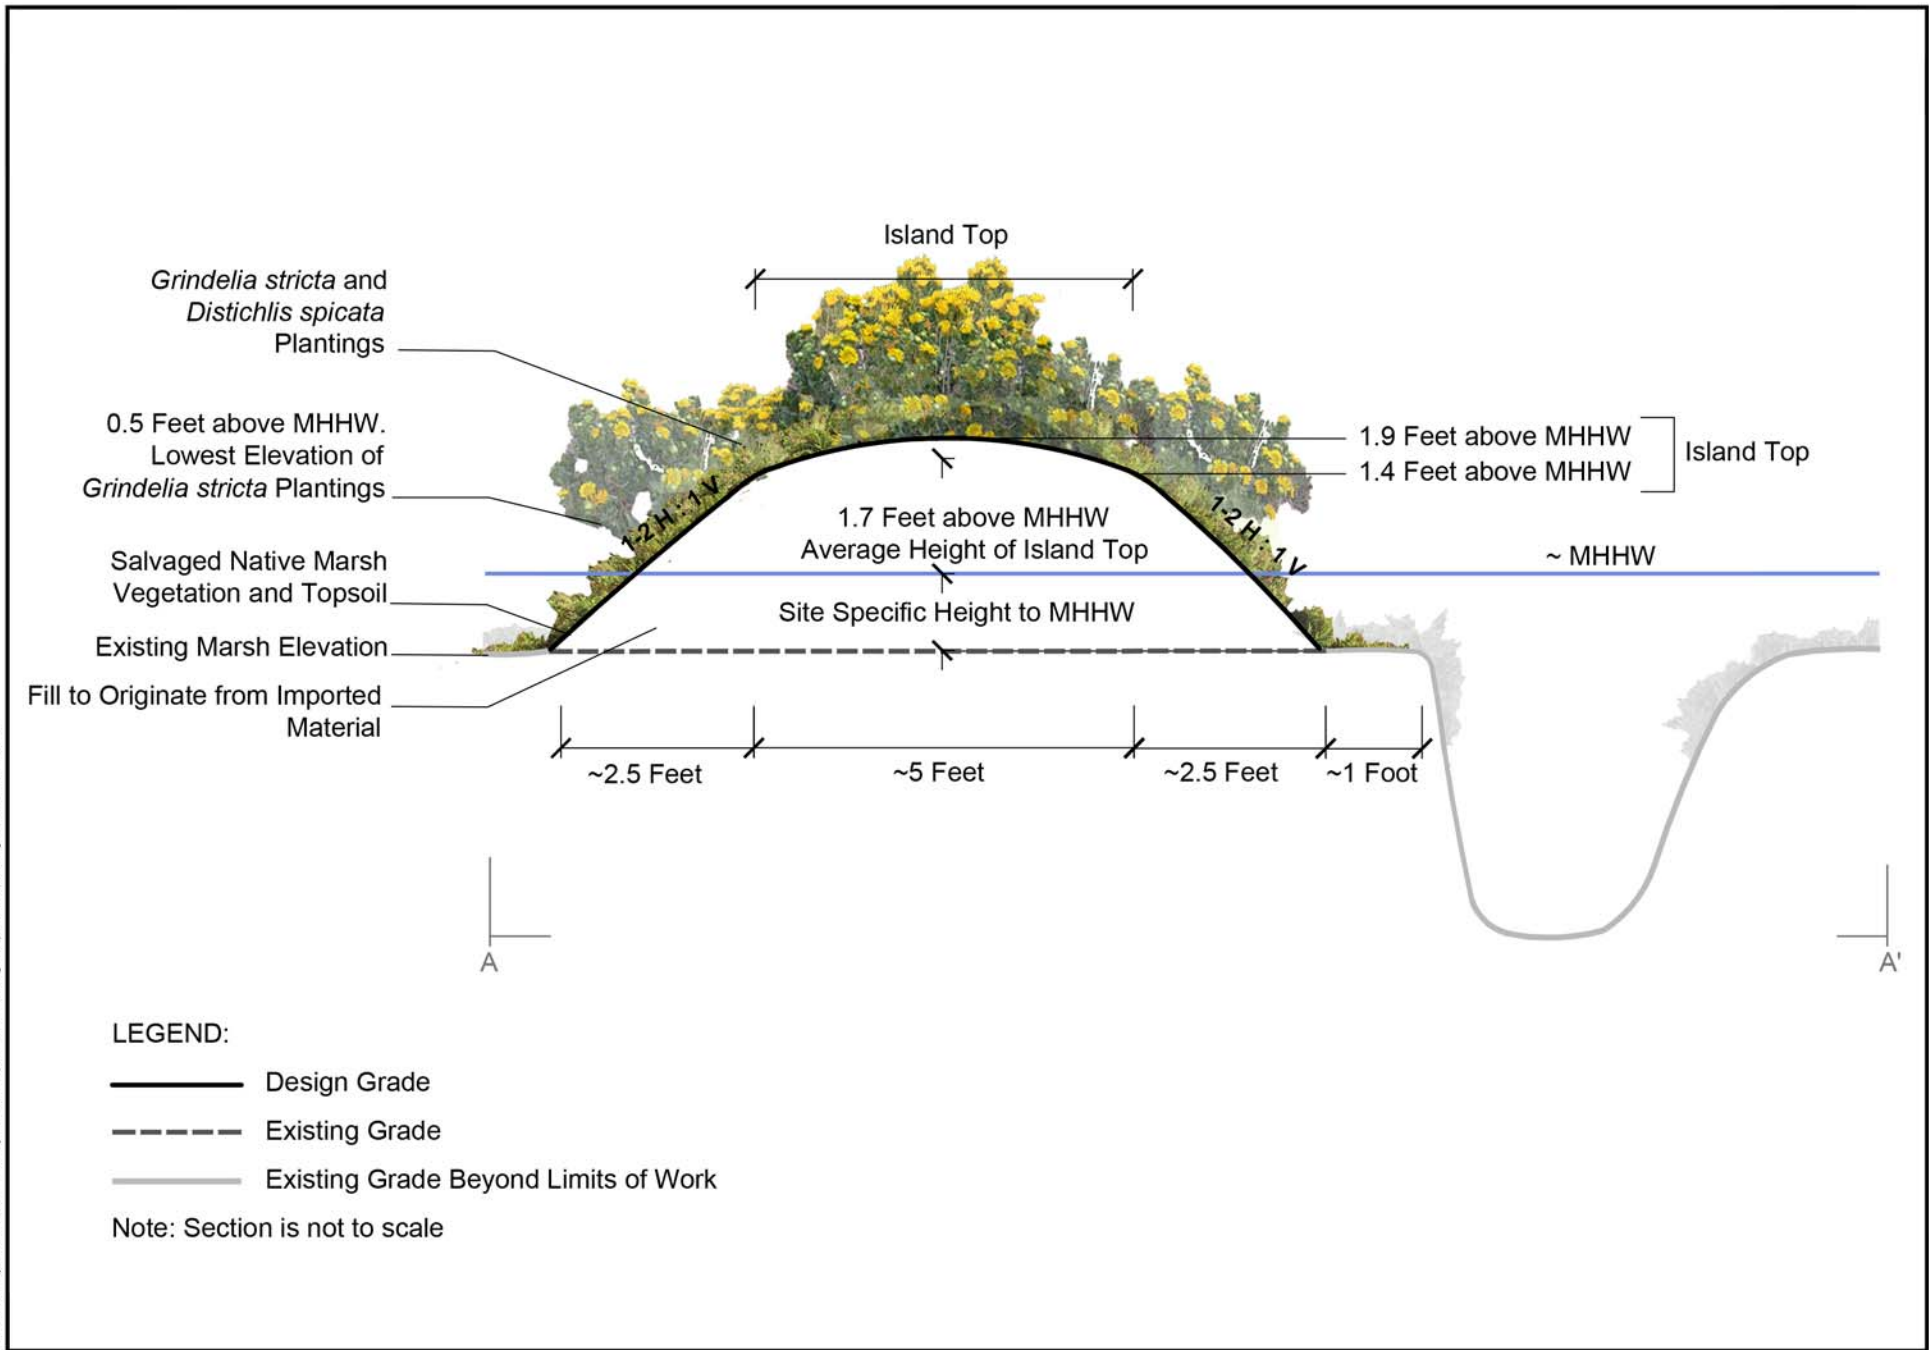 Island Top
Grindelia stricta and
Distichlis spicata
Plantings
0.5 Feet above MHHW.
Lowest Elevation of
Grindelia stricta Plantings
Salvaged Native Marsh
Vegetation and Topsoil
Existing Marsh Elevation
Fill to Originate from Imported
Material
1-2 H : 1 V
1-2 H : 1 V
1.9 Feet above MHHW
1.4 Feet above MHHW
Island Top
1.7 Feet above MHHW
Average Height of Island Top
~ MHHW
Site Specific Height to MHHW
~2.5 Feet
~5 Feet
~2.5 Feet
~1 Foot
A
A'
LEGEND:
Design Grade
Existing Grade
Existing Grade Beyond Limits of Work
Note: Section is not to scale